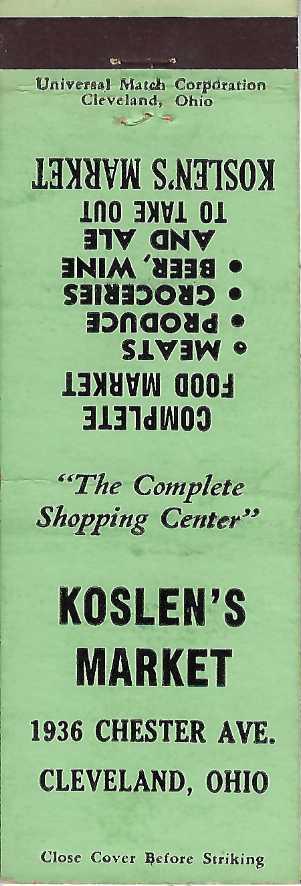 Universal Match Corporation
Cleveland, Ohio
COMPLETE
FOOD MARKET
• MEATS
• PRODUCE
• GROCERIES
• BEER, WINE
AND ALE
TO TAKE OUT
KOSLEN'S MARKET
"The Complete
Shopping Center"
KOSLEN'S
MARKET
1936 CHESTER AVE.
CLEVELAND, OHIO
Close Cover Before Striking